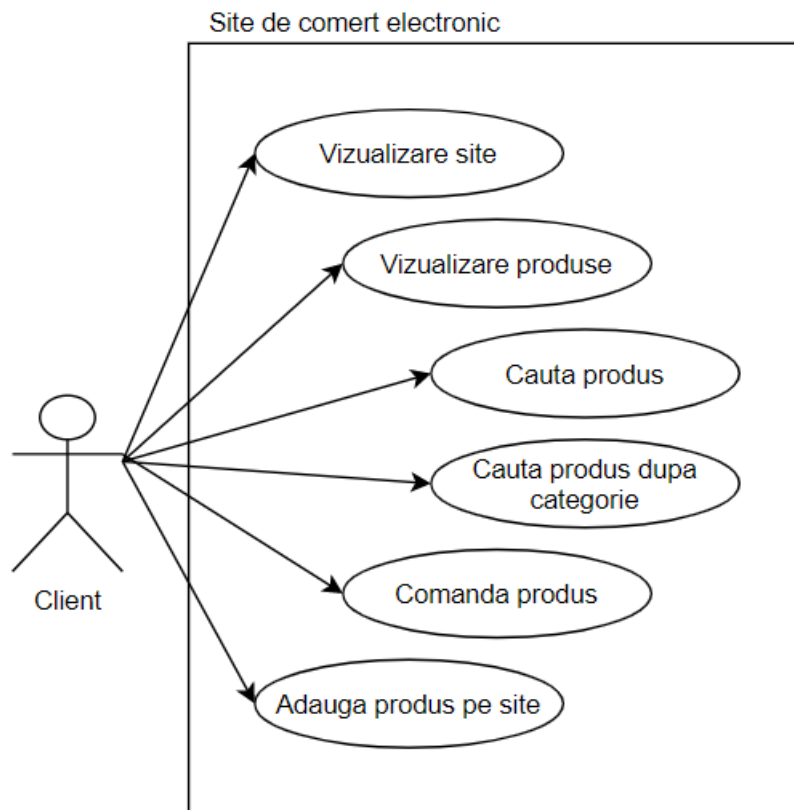 Site de comert electronic
Vizualizare site
Vizualizare produse
Cauta produs
Cauta produs dupa
categorie
Client
Comanda produs
Adauga produs pe site